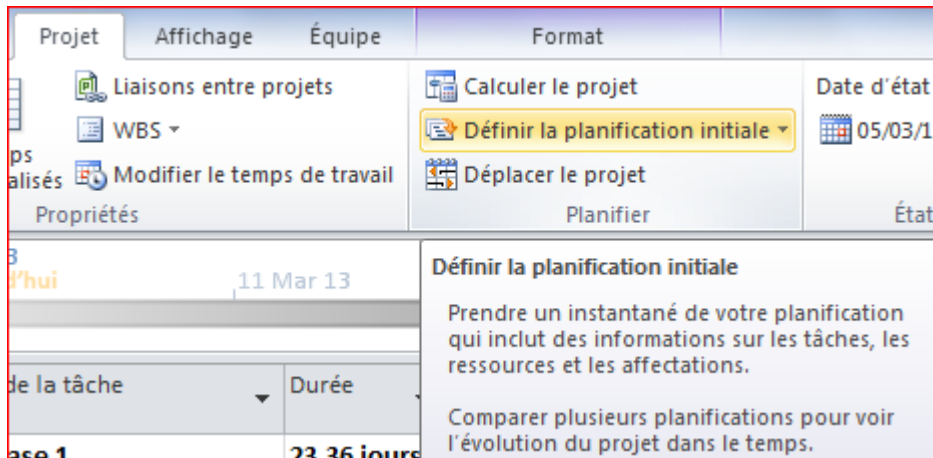 Projet Affichage Équipe Format
Liaisons entre projets
WBS
Modifier le temps de travail
Propriétés
Calculer le projet
Définir la planification initiale
Déplacer le projet
Planifier
Date d'état
05/03/1
État
11 Mar 13
Définir la planification initiale
Prendre un instantané de votre planification
qui inclut des informations sur les tâches, les
ressources et les affectations.
Comparer plusieurs planifications pour voir
l'évolution du projet dans le temps.
de la tâche Durée
ase 1 23,36 jours